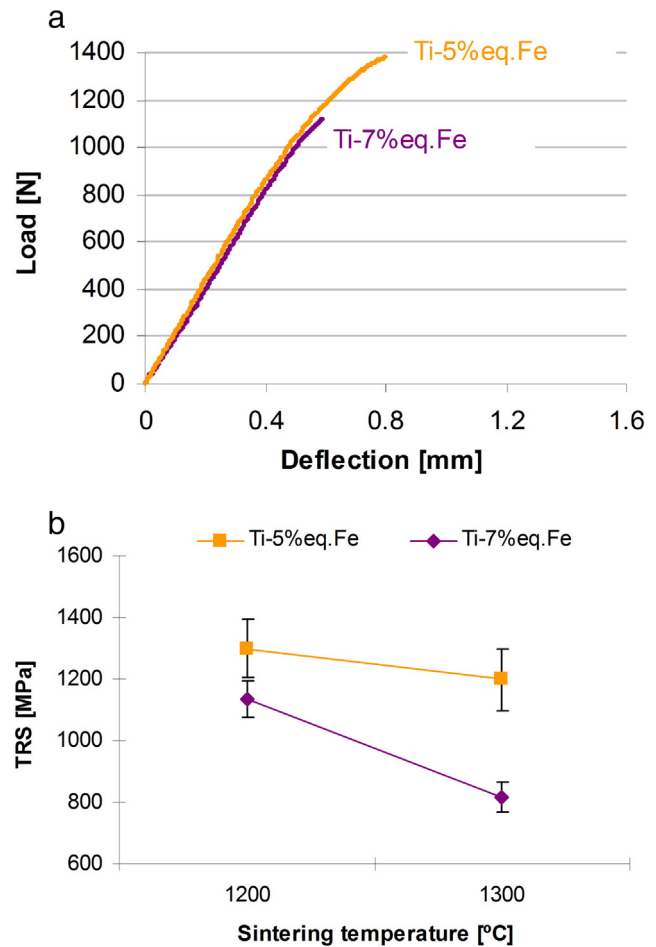 a
1400
Ti-5%eq.Fe
1200
Ti-7%eq.Fe
1000
800
600
400
200
0
Load [N]
0 0.4 0.8 1.2 1.6
Deflection [mm]
b
Ti-5%eq.Fe Ti-7%eq.Fe
1600
1400
1200
1000
800
600
TRS [MPa]
1200 1300
Sintering temperature [ºC]